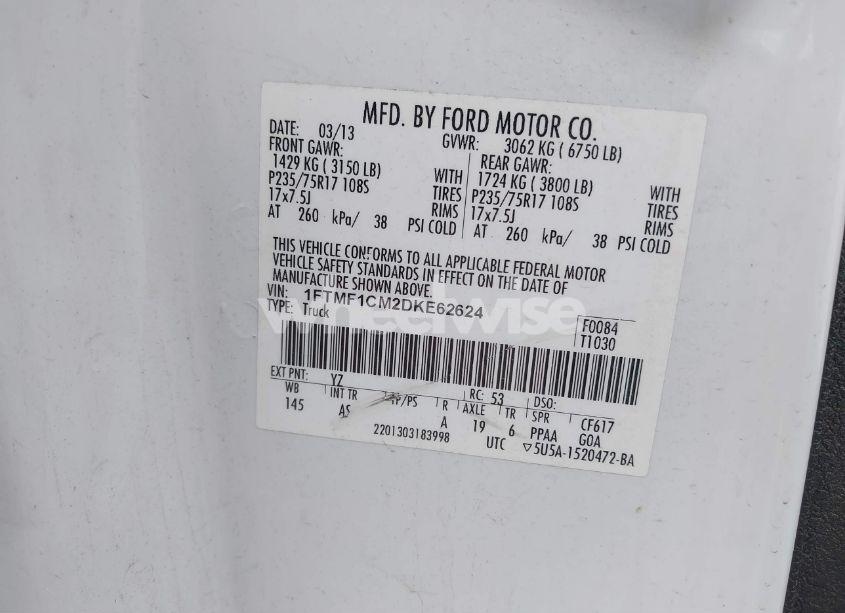 MFD. BY FORD MOTOR CO.
DATE: 03/13 GVWR: 3062 KG ( 6750 LB)
FRONT GAWR: REAR GAWR:
1429 KG ( 3150 LB) WITH 1724 KG ( 3800 LB) WITH
P235/75R17 108S TIRES P235/75R17 108S TIRES
17x7.5J RIMS 17x7.5J RIMS
AT 260 kPa/ 38 PSI COLD AT 260 kPa/ 38 PSI COLD
THIS VEHICLE CONFORMS TO ALL APPLICABLE FEDERAL MOTOR
VEHICLE SAFETY STANDARDS IN EFFECT ON THE DATE OF
MANUFACTURE SHOWN ABOVE.
VIN: 1FTMF1CM2DKE62624 F0084
TYPE: Truck T1030
wheelwise
EXT PNT: YZ RC: 53 DSO:
WB INT TR TP/PS R AXLE TR SPR CF617
145 AS A 19 6 PPAA GOA
2201303183998 UTC ▽5U5A-1520472-BA